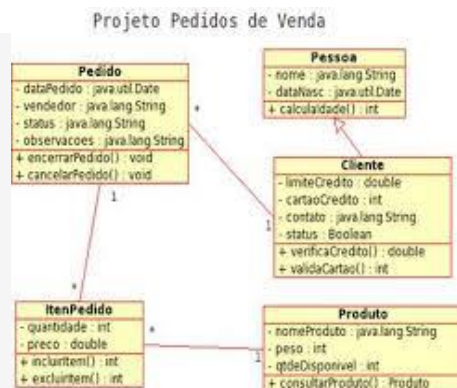 Projeto Pedidos de Venda
Pedido
- dataPedido : java.util.Date
- vendedor : java.lang.String
- status : java.lang.String
- observacoes : java.lang.String
+ encerrarPedido() : void
+ cancelarPedido() : void
Pessoa
- nome : java.lang.String
- dataNasc : java.util.Date
+ calculaIdade() : int
Cliente
- limiteCredito : double
- cartaoCredito : int
- contato : java.lang.String
- status : Boolean
+ verificaCredito() : double
+ validaCartao() : int
*
1
1
*
ItenPedido
- quantidade : int
- preco : double
+ incluirItem() : int
+ excluirItem() : int
*
1
Produto
- nomeProduto : java.lang.String
- peso : int
- qtdeDisponivel : int
+ consultarProduto() : Produto